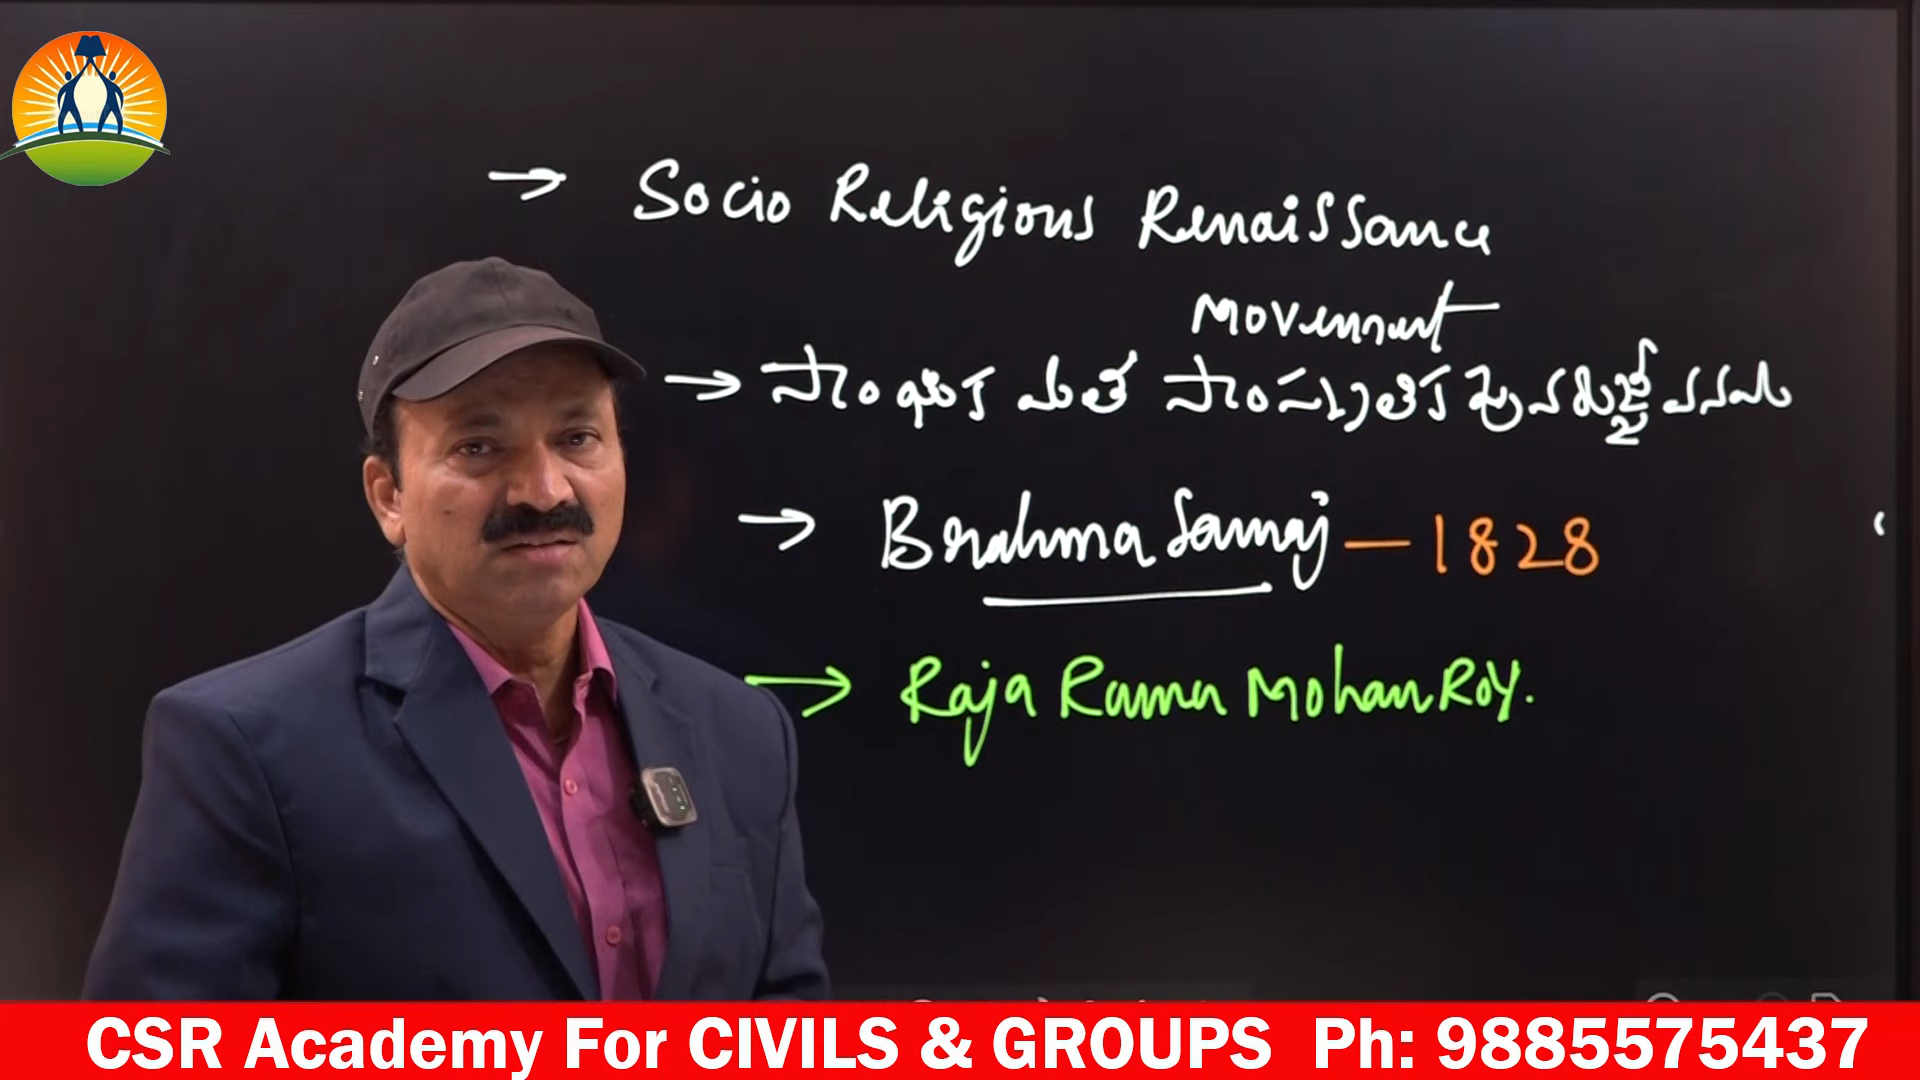 → Socio Religious Renaissance
Movement
→ సాంఘిక మత సాంస్కృతిక పునరుజ్జీవనము
→ Brahma Samaj — 1828
→ Raja Rama Mohan Roy.
CSR Academy For CIVILS & GROUPS Ph: 9885575437